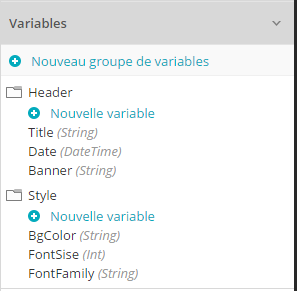 Variables
Nouveau groupe de variables
Header
Nouvelle variable
Title (String)
Date (DateTime)
Banner (String)
Style
Nouvelle variable
BgColor (String)
FontSise (Int)
FontFamily (String)